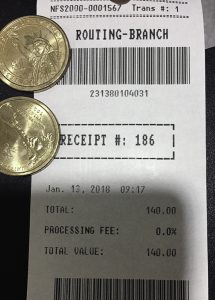 NFS2000-0001567 Trans #: 1
ROUTING-BRANCH
231380104031
RECEIPT #: 186
Jan. 13, 2018 09:17
TOTAL: 140.00
PROCESSING FEE: 0.0%
TOTAL VALUE: 140.00